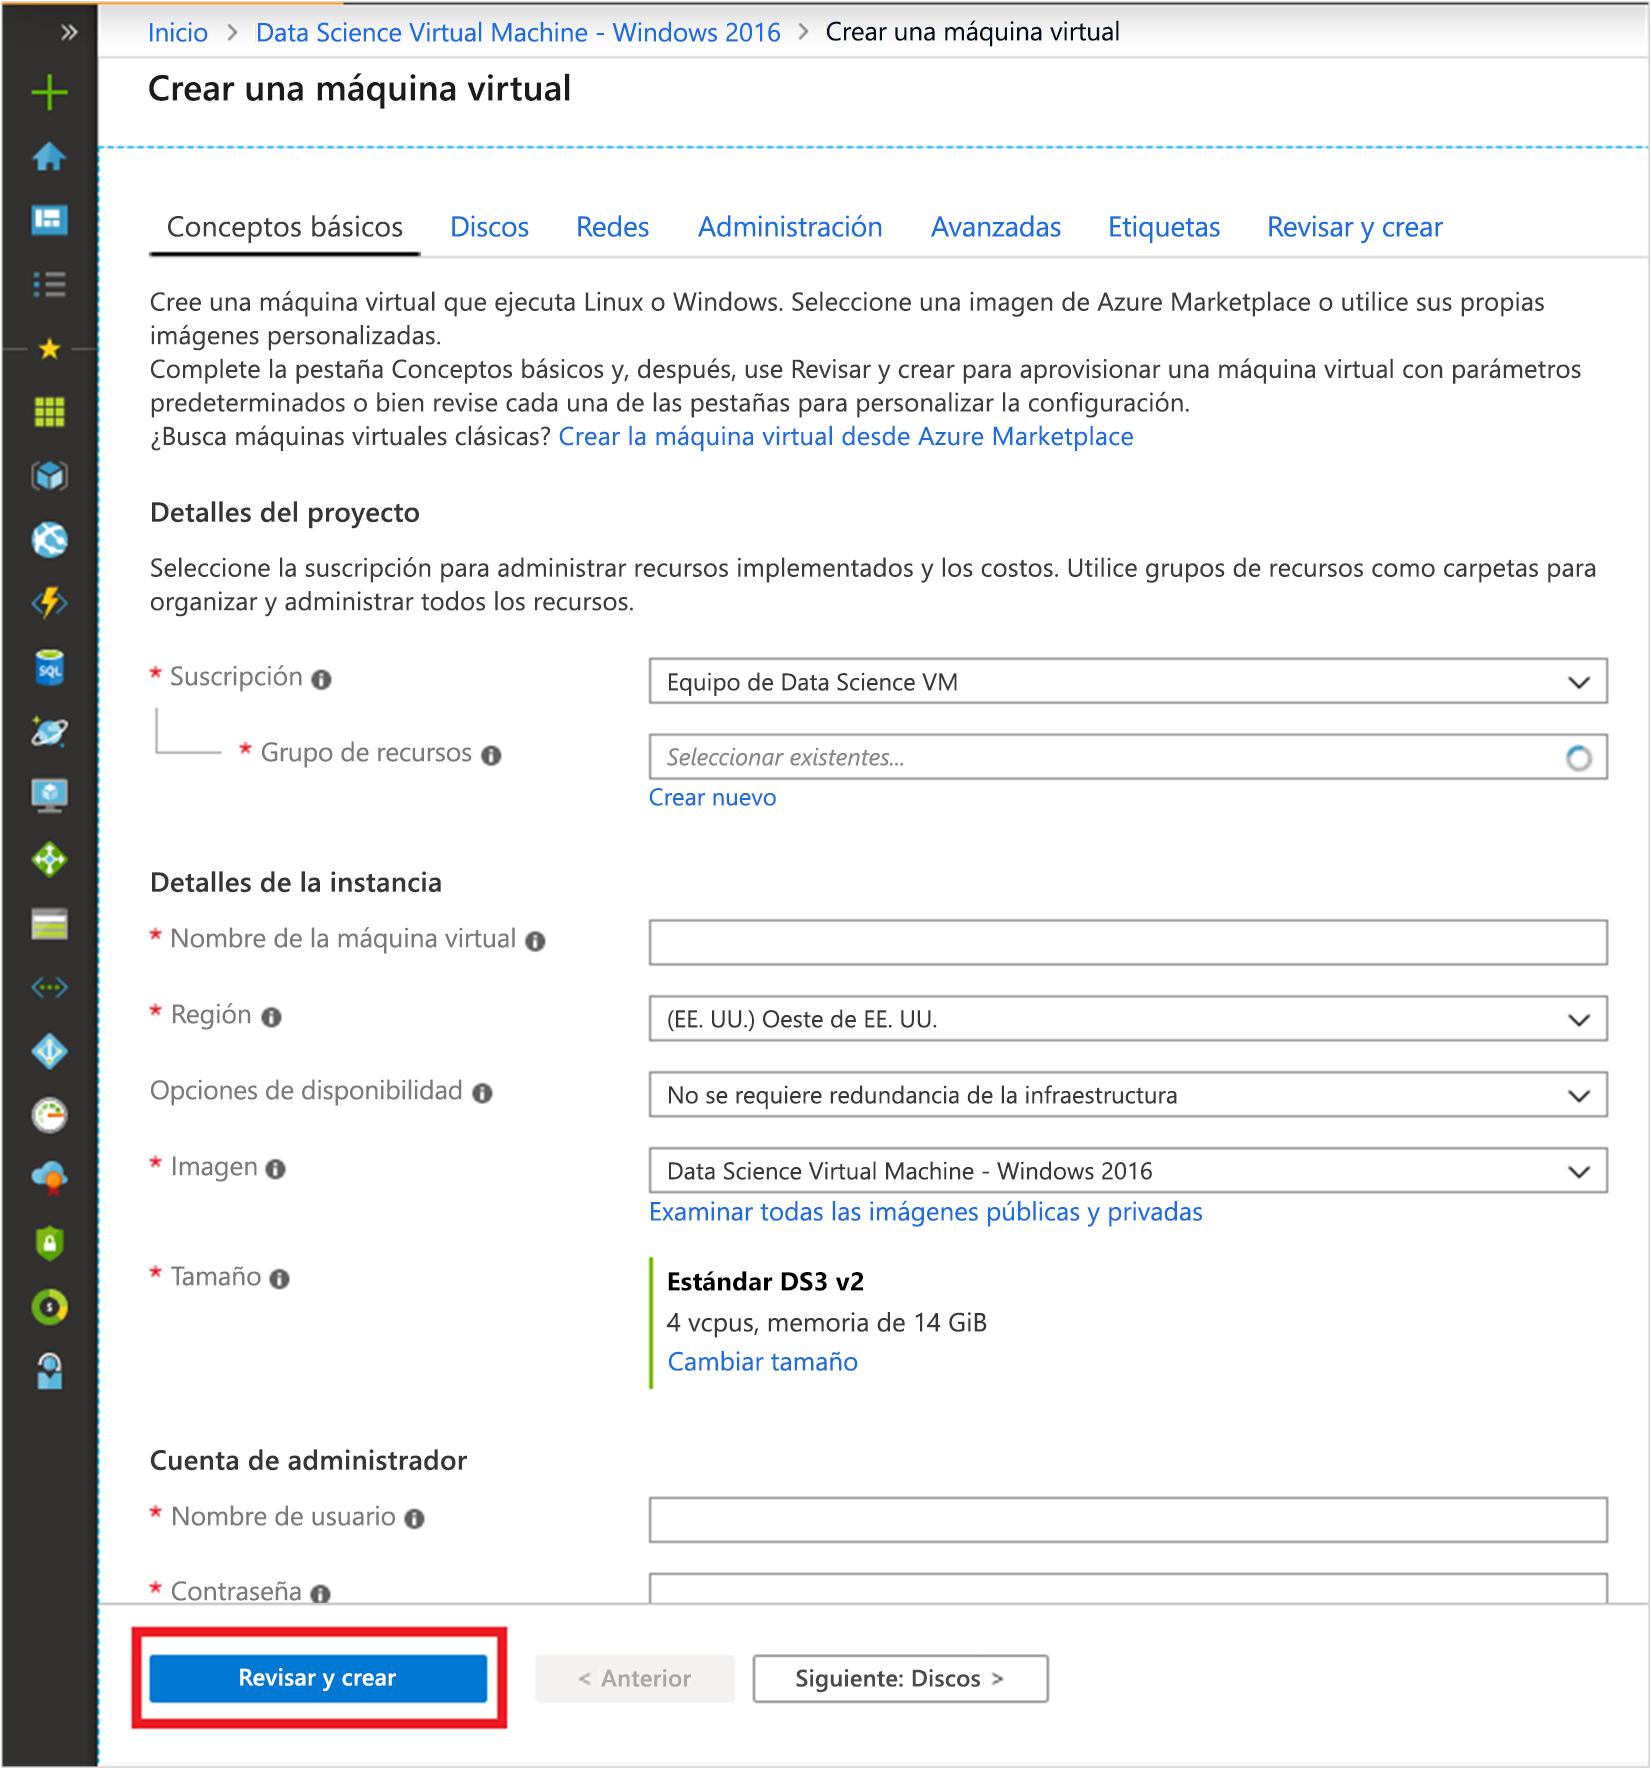 Inicio > Data Science Virtual Machine - Windows 2016 > Crear una máquina virtual
Crear una máquina virtual
Conceptos básicos Discos Redes Administración Avanzadas Etiquetas Revisar y crear
Cree una máquina virtual que ejecuta Linux o Windows. Seleccione una imagen de Azure Marketplace o utilice sus propias
imágenes personalizadas.
Complete la pestaña Conceptos básicos y, después, use Revisar y crear para aprovisionar una máquina virtual con parámetros
predeterminados o bien revise cada una de las pestañas para personalizar la configuración.
¿Busca máquinas virtuales clásicas? Crear la máquina virtual desde Azure Marketplace
Detalles del proyecto
Seleccione la suscripción para administrar recursos implementados y los costos. Utilice grupos de recursos como carpetas para
organizar y administrar todos los recursos.
* Suscripción Equipo de Data Science VM
* Grupo de recursos Seleccionar existentes...
Crear nuevo
Detalles de la instancia
* Nombre de la máquina virtual
* Región (EE. UU.) Oeste de EE. UU.
Opciones de disponibilidad No se requiere redundancia de la infraestructura
* Imagen Data Science Virtual Machine - Windows 2016
Examinar todas las imágenes públicas y privadas
* Tamaño Estándar DS3 v2
4 vcpus, memoria de 14 GiB
Cambiar tamaño
Cuenta de administrador
* Nombre de usuario
* Contraseña
Revisar y crear < Anterior Siguiente: Discos >
SQL